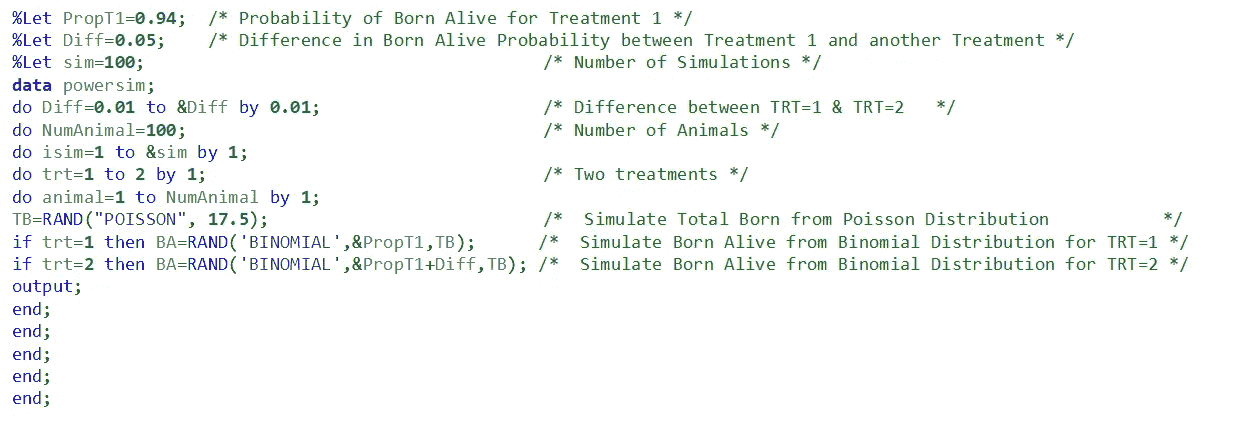 %Let PropT1=0.94;  /* Probability of Born Alive for Treatment 1 */
%Let Diff=0.05;    /* Difference in Born Alive Probability between Treatment 1 and another Treatment */
%Let sim=100;                                       /* Number of Simulations */
data powersim;
do Diff=0.01 to &Diff by 0.01;                      /* Difference between TRT=1 & TRT=2   */
do NumAnimal=100;                                   /* Number of Animals */
do isim=1 to &sim by 1;
do trt=1 to 2 by 1;                                 /* Two treatments */
do animal=1 to NumAnimal by 1;
TB=RAND("POISSON", 17.5);                           /*  Simulate Total Born from Poisson Distribution           */
if trt=1 then BA=RAND('BINOMIAL',&PropT1,TB);      /*  Simulate Born Alive from Binomial Distribution for TRT=1 */
if trt=2 then BA=RAND('BINOMIAL',&PropT1+Diff,TB); /*  Simulate Born Alive from Binomial Distribution for TRT=2 */
output;
end;
end;
end;
end;
end;